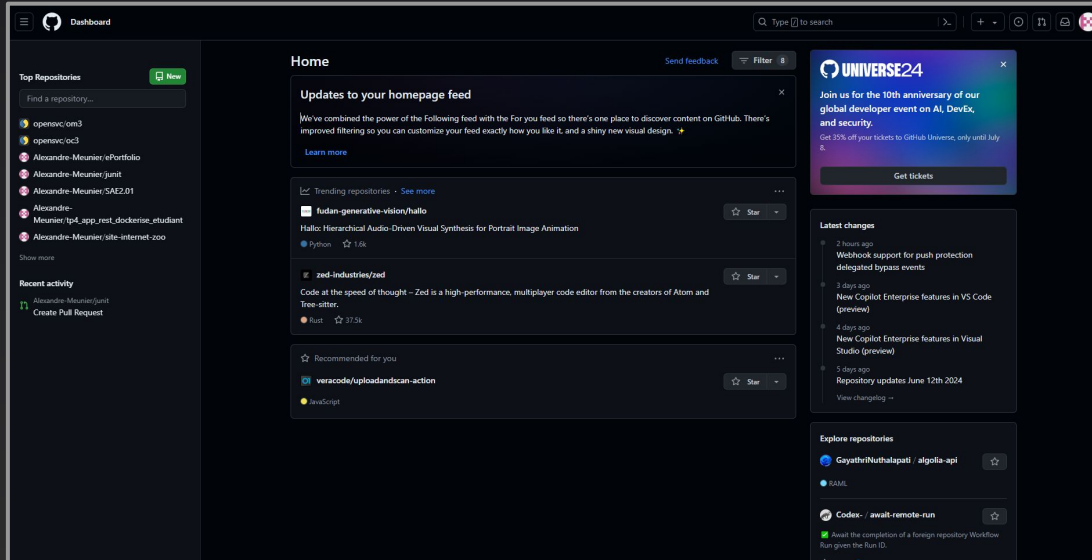 Dashboard
Type / to search
Top Repositories
New
Find a repository...
opensvc/om3
opensvc/oc3
Alexandre-Meunier/ePortfolio
Alexandre-Meunier/junit
Alexandre-Meunier/SAE2.01
Alexandre-
Meunier/tp4_app_rest_dockerise_etudiant
Alexandre-Meunier/site-internet-zoo
Show more
Recent activity
Alexandre-Meunier/junit
Create Pull Request
Home
Send feedback
Filter 8
Updates to your homepage feed
We've combined the power of the Following feed with the For you feed so there's one place to discover content on GitHub. There's
improved filtering so you can customize your feed exactly how you like it, and a shiny new visual design. ✨
Learn more
Trending repositories · See more
fudan-generative-vision/hallo
Star
Hallo: Hierarchical Audio-Driven Visual Synthesis for Portrait Image Animation
Python 1.6k
zed-industries/zed
Star
Code at the speed of thought – Zed is a high-performance, multiplayer code editor from the creators of Atom and
Tree-sitter.
Rust 37.5k
Recommended for you
veracode/uploadandscan-action
Star
JavaScript
UNIVERSE24
Join us for the 10th anniversary of our
global developer event on AI, DevEx,
and security.
Get 35% off your tickets to GitHub Universe, only until July
8.
Get tickets
Latest changes
2 hours ago
Webhook support for push protection
delegated bypass events
3 days ago
New Copilot Enterprise features in VS Code
(preview)
4 days ago
New Copilot Enterprise features in Visual
Studio (preview)
5 days ago
Repository updates June 12th 2024
View changelog →
Explore repositories
GayathriNuthalapati / algolia-api
RAML
Codex- / await-remote-run
✅ Await the completion of a foreign repository Workflow
Run given the Run ID.